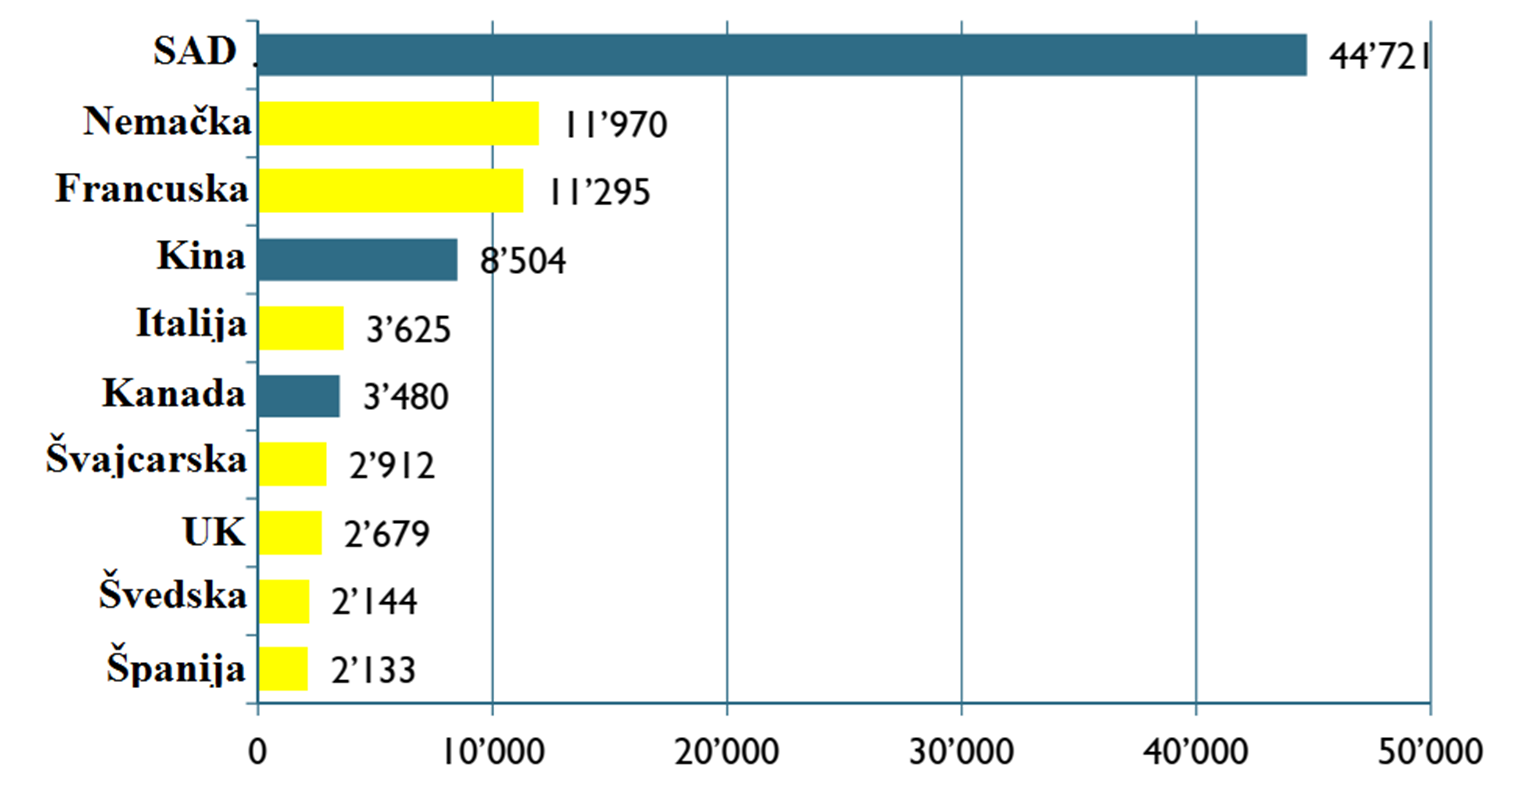 SAD 44’721
Nemačka 11’970
Francuska 11’295
Kina 8’504
Italija 3’625
Kanada 3’480
Švajcarska 2’912
UK 2’679
Švedska 2’144
Španija 2’133
0 10’000 20’000 30’000 40’000 50’000